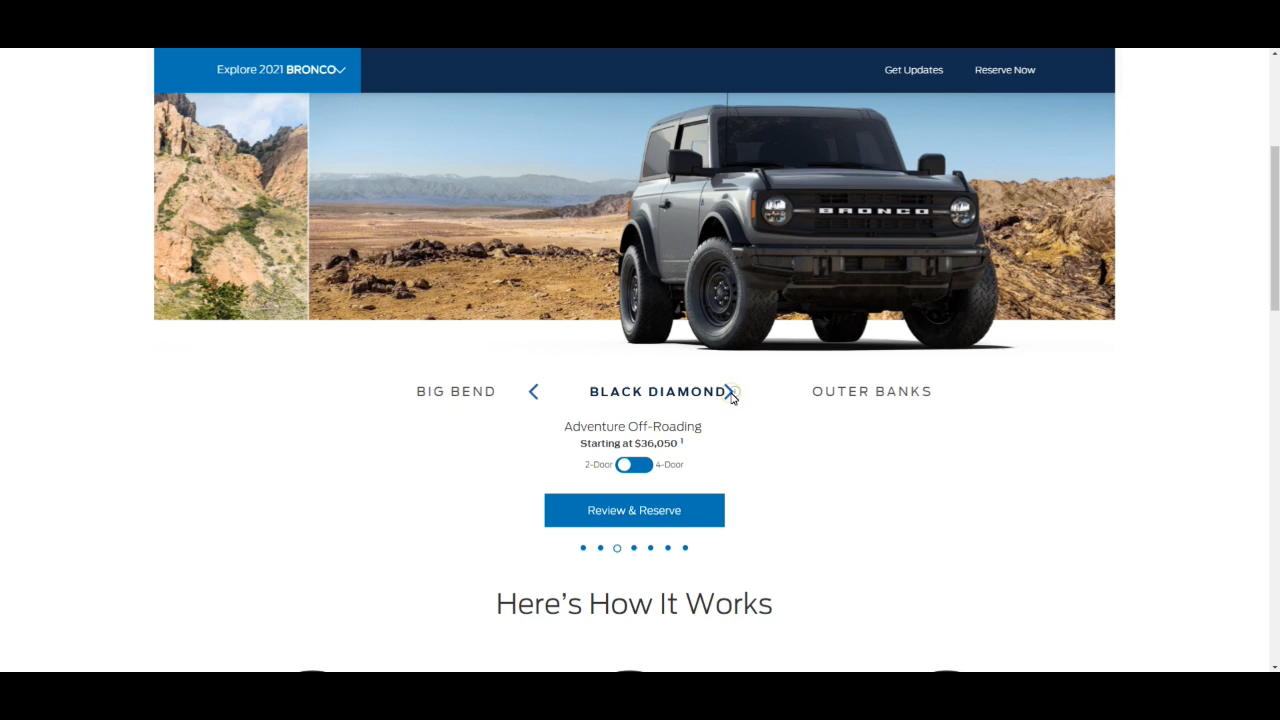 Explore 2021 BRONCO
Get Updates
Reserve Now
BRONCO
BIG BEND
BLACK DIAMOND
OUTER BANKS
Adventure Off-Roading
Starting at $36,050 1
2-Door
4-Door
Review & Reserve
Here's How It Works